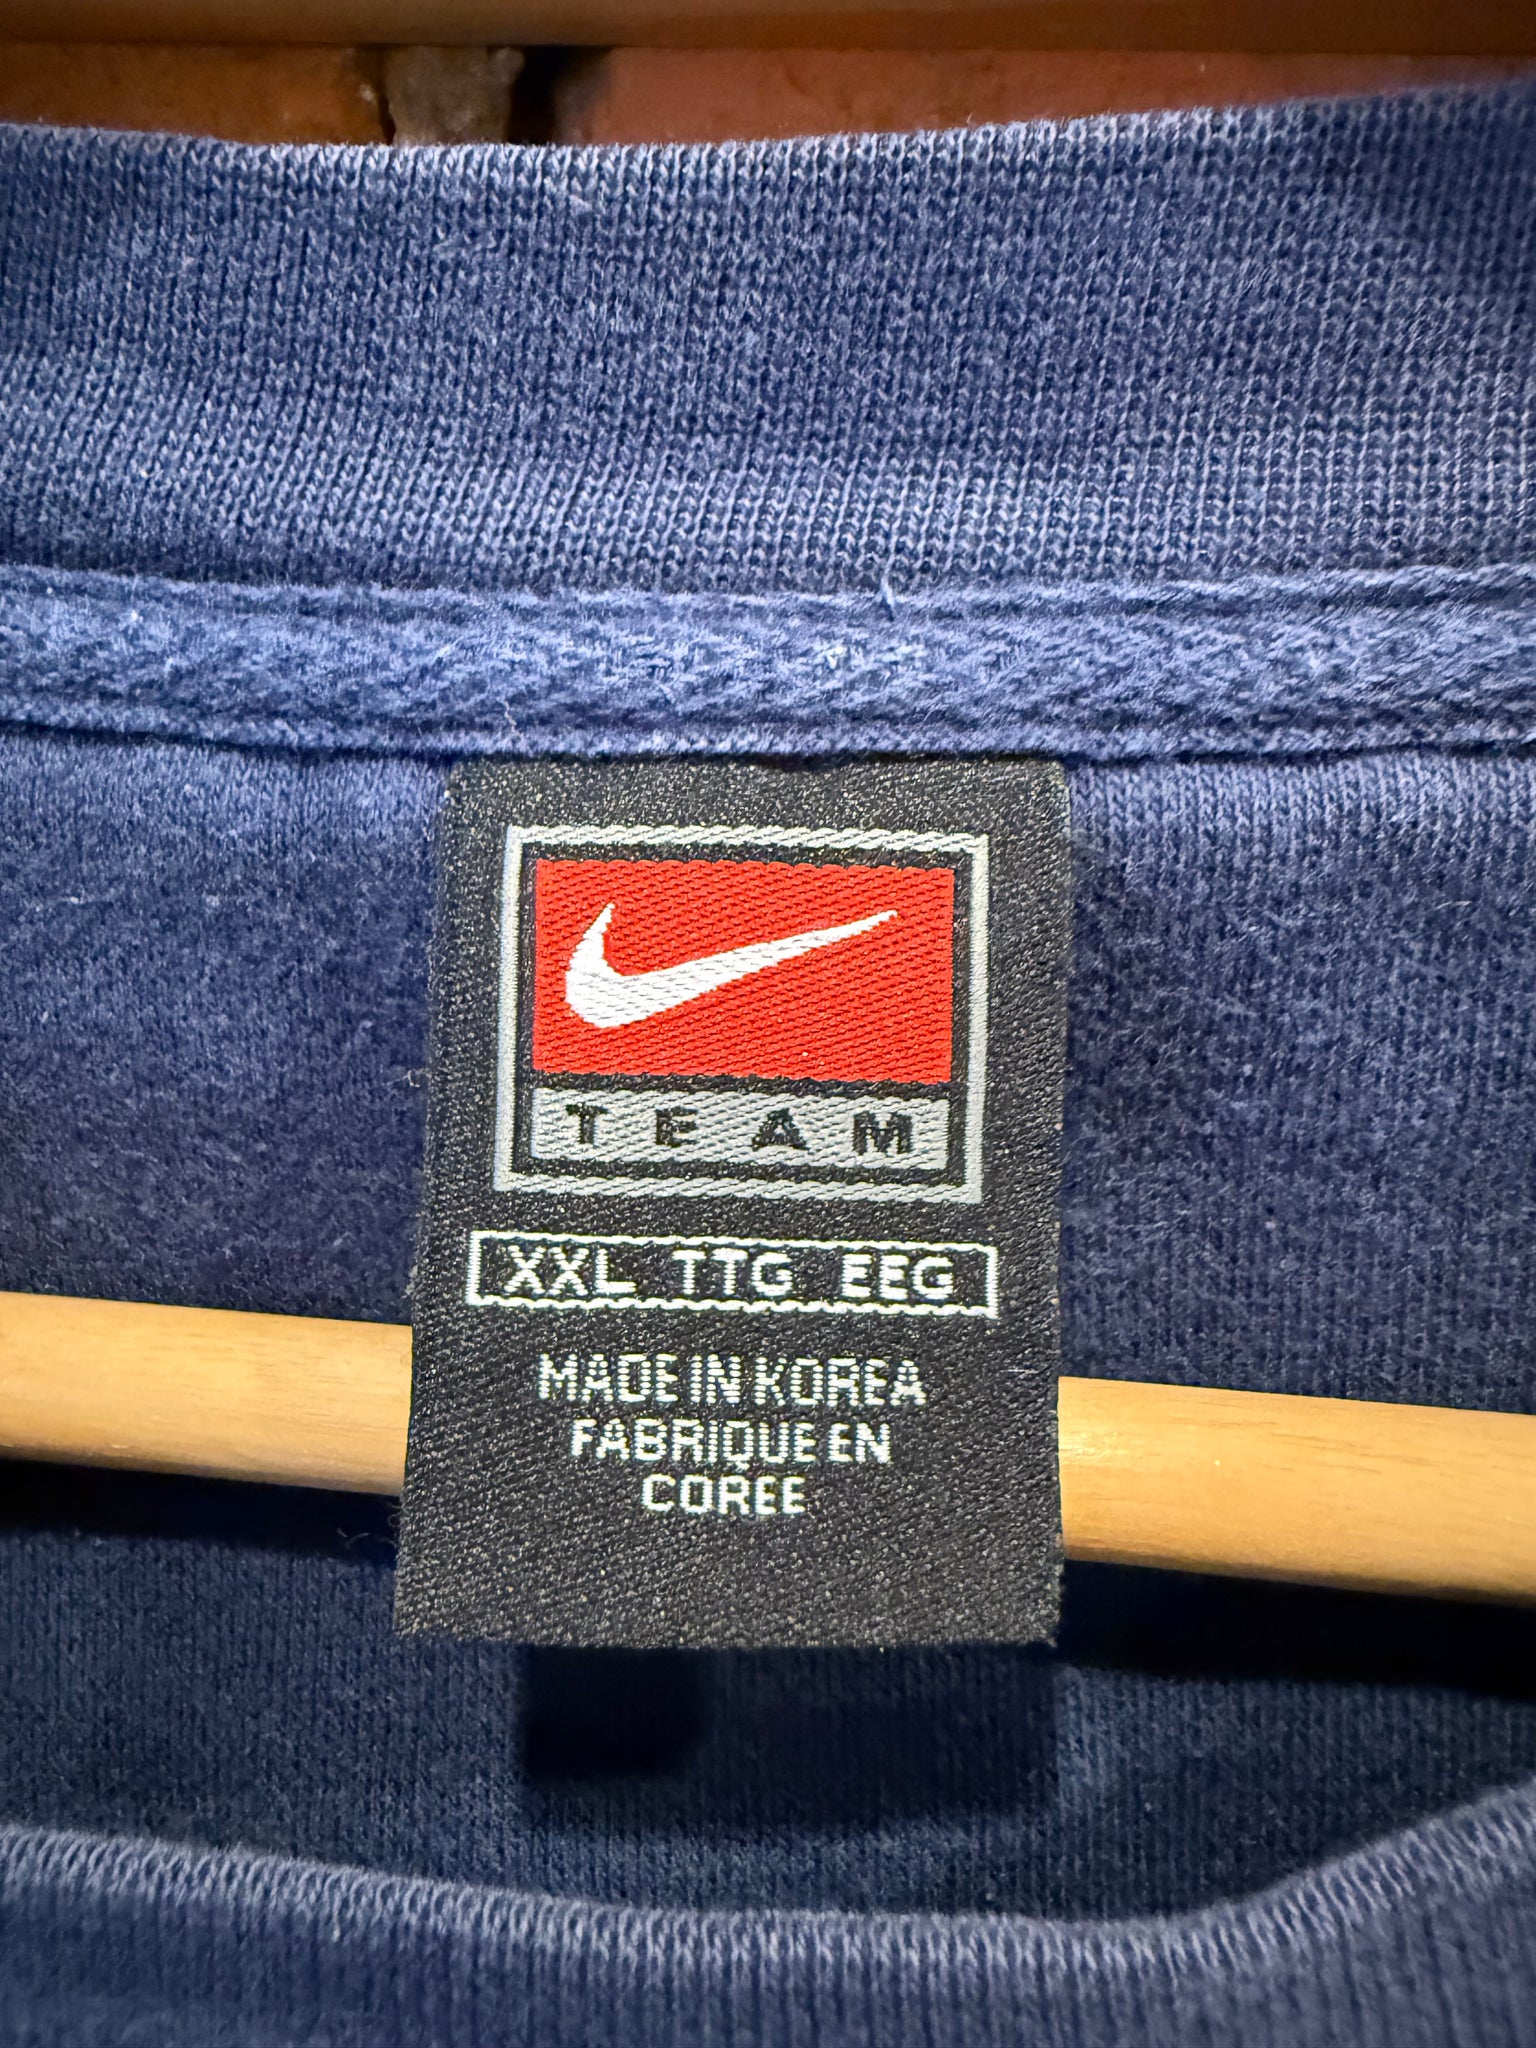 TEAM
XXL TTG EEG
MADE IN KOREA
FABRIQUE EN
COREE